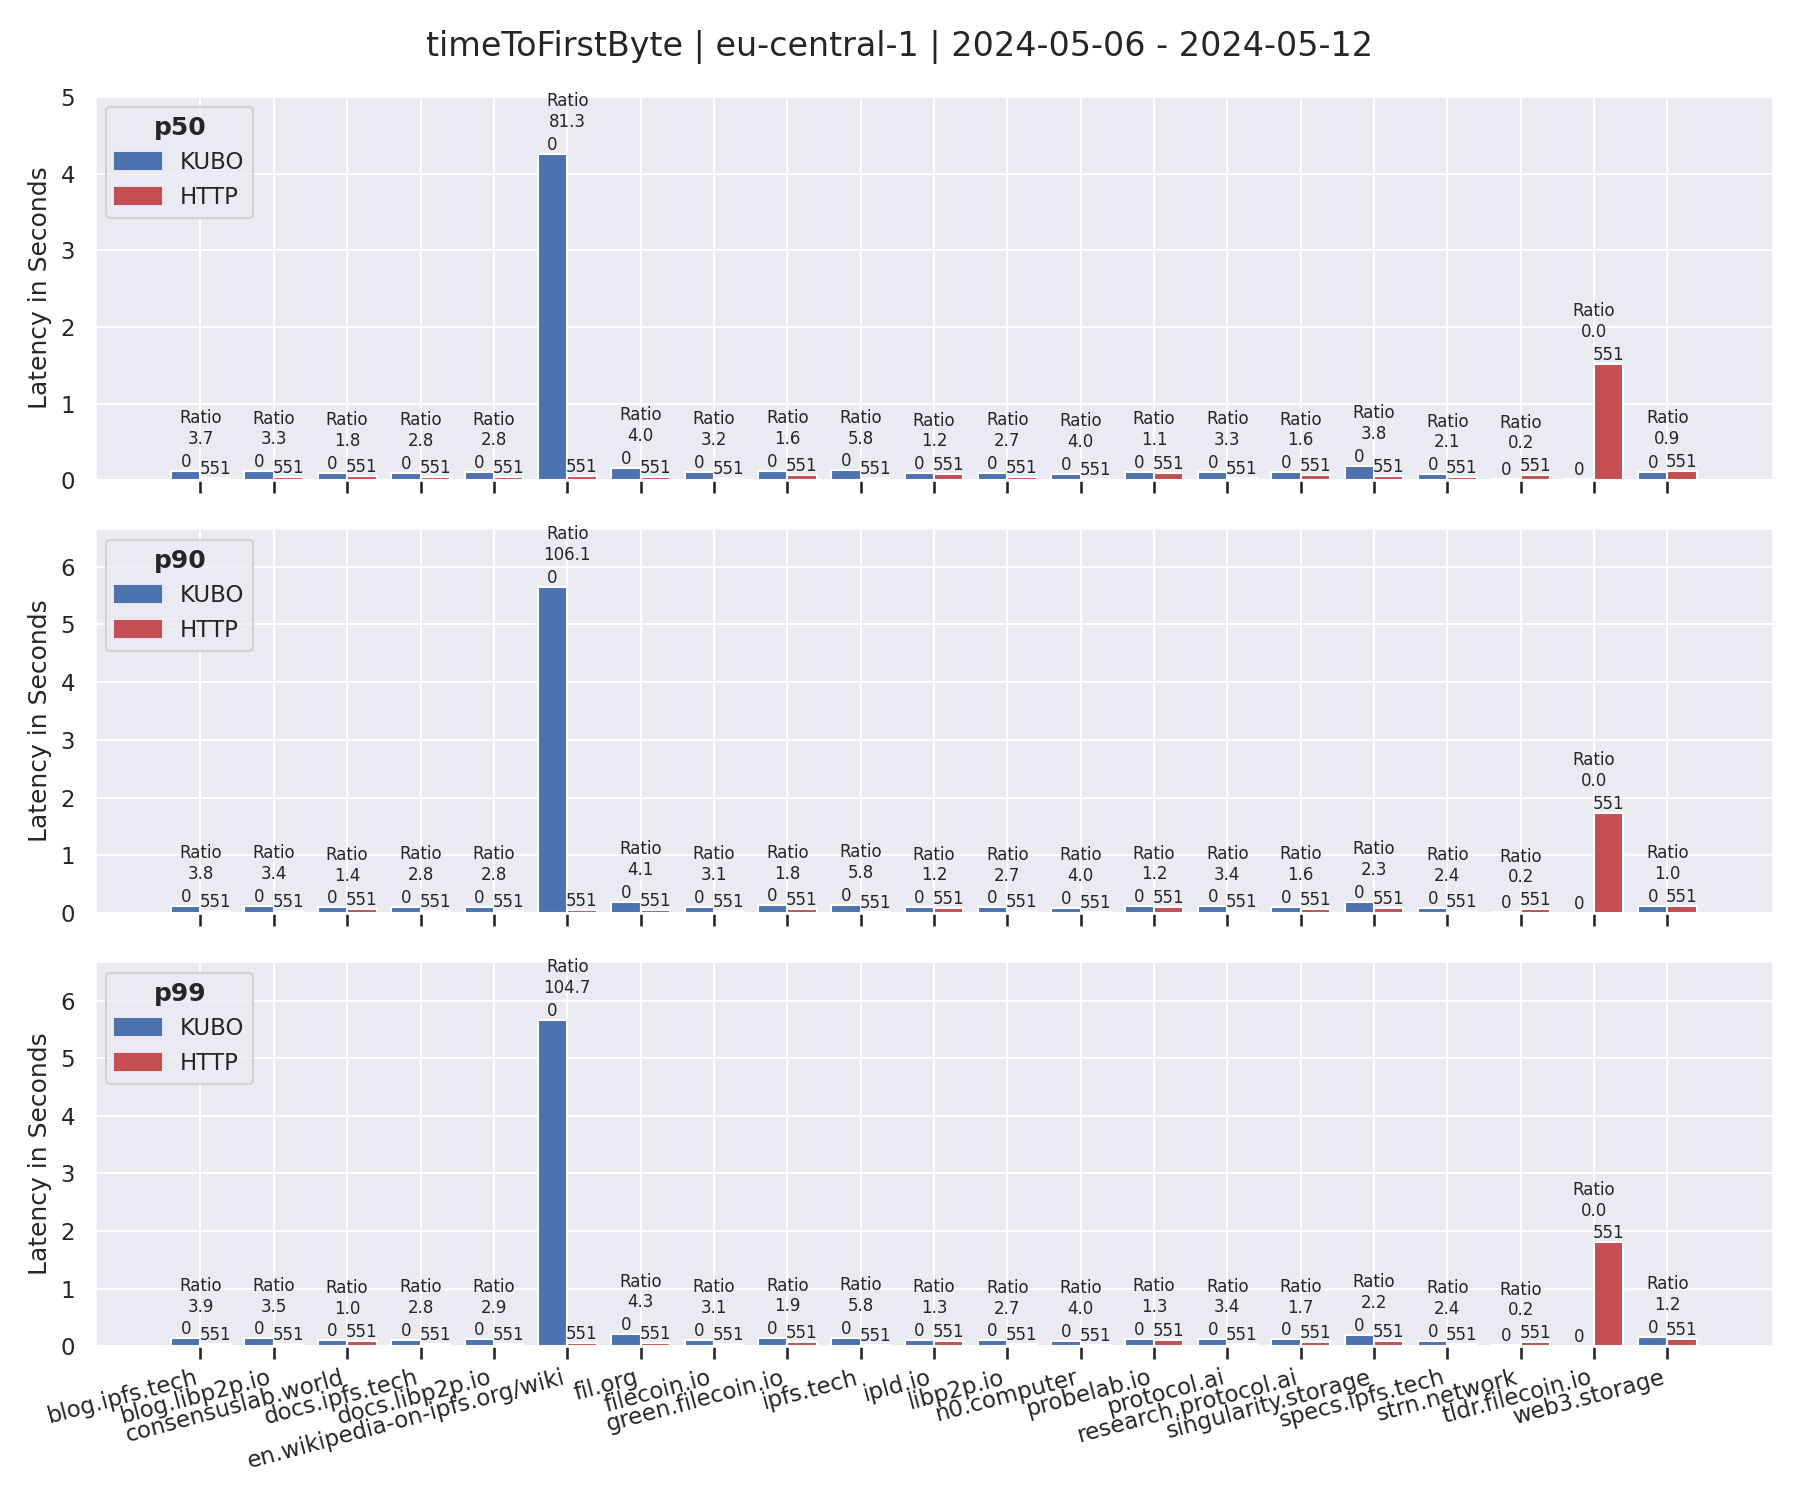 timeToFirstByte | eu-central-1 | 2024-05-06 - 2024-05-12
Latency in Seconds
5
4
3
2
1
0
p50
KUBO
HTTP
Ratio 3.7 0 551
Ratio 3.3 0 551
Ratio 1.8 0 551
Ratio 2.8 0 551
Ratio 2.8 0 551
Ratio 81.3 0 551
Ratio 4.0 0 551
Ratio 3.2 0 551
Ratio 1.6 0 551
Ratio 5.8 0 551
Ratio 1.2 0 551
Ratio 2.7 0 551
Ratio 4.0 0 551
Ratio 1.1 0 551
Ratio 3.3 0 551
Ratio 1.6 0 551
Ratio 3.8 0 551
Ratio 2.1 0 551
Ratio 0.2 0 551
Ratio 0.0 0 551
Ratio 0.9 0 551
Latency in Seconds
6
5
4
3
2
1
0
p90
KUBO
HTTP
Ratio 3.8 0 551
Ratio 3.4 0 551
Ratio 1.4 0 551
Ratio 2.8 0 551
Ratio 2.8 0 551
Ratio 106.1 0 551
Ratio 4.1 0 551
Ratio 3.1 0 551
Ratio 1.8 0 551
Ratio 5.8 0 551
Ratio 1.2 0 551
Ratio 2.7 0 551
Ratio 4.0 0 551
Ratio 1.2 0 551
Ratio 3.4 0 551
Ratio 1.6 0 551
Ratio 2.3 0 551
Ratio 2.4 0 551
Ratio 0.2 0 551
Ratio 0.0 0 551
Ratio 1.0 0 551
Latency in Seconds
6
5
4
3
2
1
0
p99
KUBO
HTTP
Ratio 3.9 0 551
Ratio 3.5 0 551
Ratio 1.0 0 551
Ratio 2.8 0 551
Ratio 2.9 0 551
Ratio 104.7 0 551
Ratio 4.3 0 551
Ratio 3.1 0 551
Ratio 1.9 0 551
Ratio 5.8 0 551
Ratio 1.3 0 551
Ratio 2.7 0 551
Ratio 4.0 0 551
Ratio 1.3 0 551
Ratio 3.4 0 551
Ratio 1.7 0 551
Ratio 2.2 0 551
Ratio 2.4 0 551
Ratio 0.2 0 551
Ratio 0.0 0 551
Ratio 1.2 0 551
blog.ipfs.tech
blog.libp2p.io
consensuslab.world
docs.ipfs.tech
docs.libp2p.io
en.wikipedia-on-ipfs.org/wiki
fil.org
filecoin.io
green.filecoin.io
ipfs.tech
ipld.io
libp2p.io
n0.computer
probelab.io
protocol.ai
research.protocol.ai
singularity.storage
specs.ipfs.tech
strn.network
tldr.filecoin.io
web3.storage